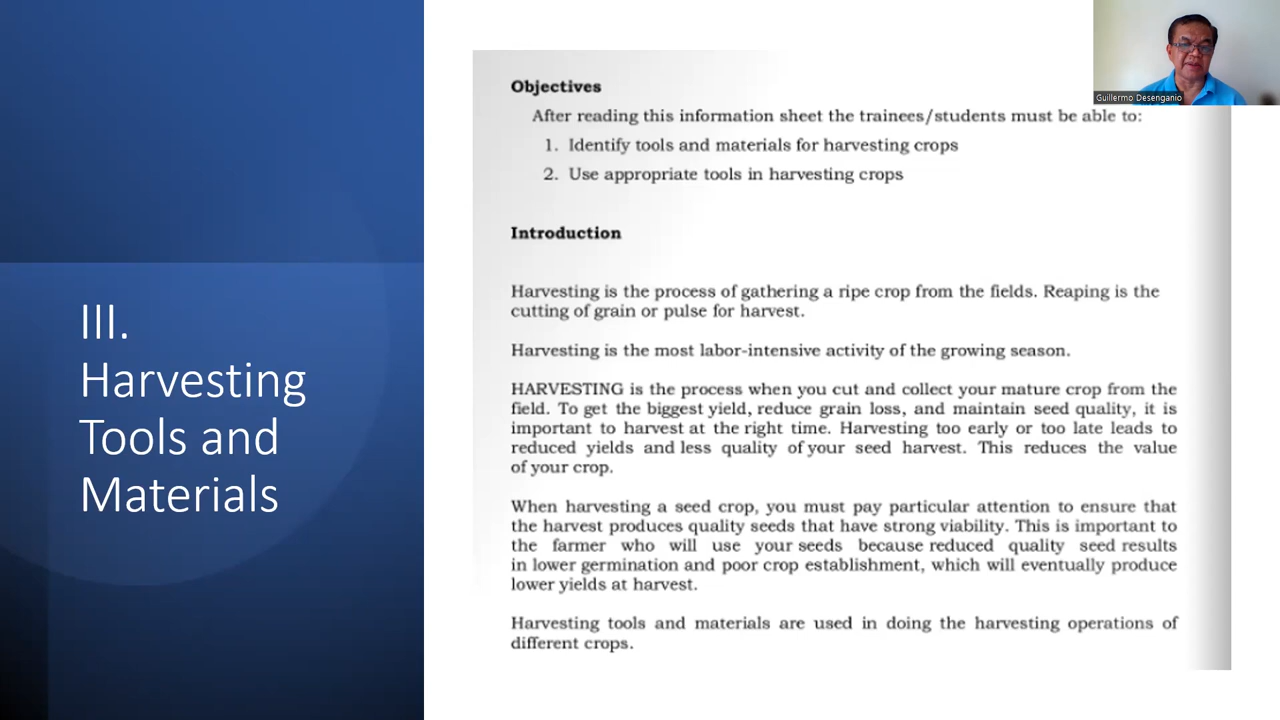 III.
Harvesting
Tools and
Materials
Objectives
After reading this information sheet the trainees/students must be able to:
1. Identify tools and materials for harvesting crops
2. Use appropriate tools in harvesting crops
Introduction
Harvesting is the process of gathering a ripe crop from the fields. Reaping is the
cutting of grain or pulse for harvest.
Harvesting is the most labor-intensive activity of the growing season.
HARVESTING is the process when you cut and collect your mature crop from the
field. To get the biggest yield, reduce grain loss, and maintain seed quality, it is
important to harvest at the right time. Harvesting too early or too late leads to
reduced yields and less quality of your seed harvest. This reduces the value
of your crop.
When harvesting a seed crop, you must pay particular attention to ensure that
the harvest produces quality seeds that have strong viability. This is important to
the farmer who will use your seeds because reduced quality seed results
in lower germination and poor crop establishment, which will eventually produce
lower yields at harvest.
Harvesting tools and materials are used in doing the harvesting operations of
different crops.
Guillermo Desenganio